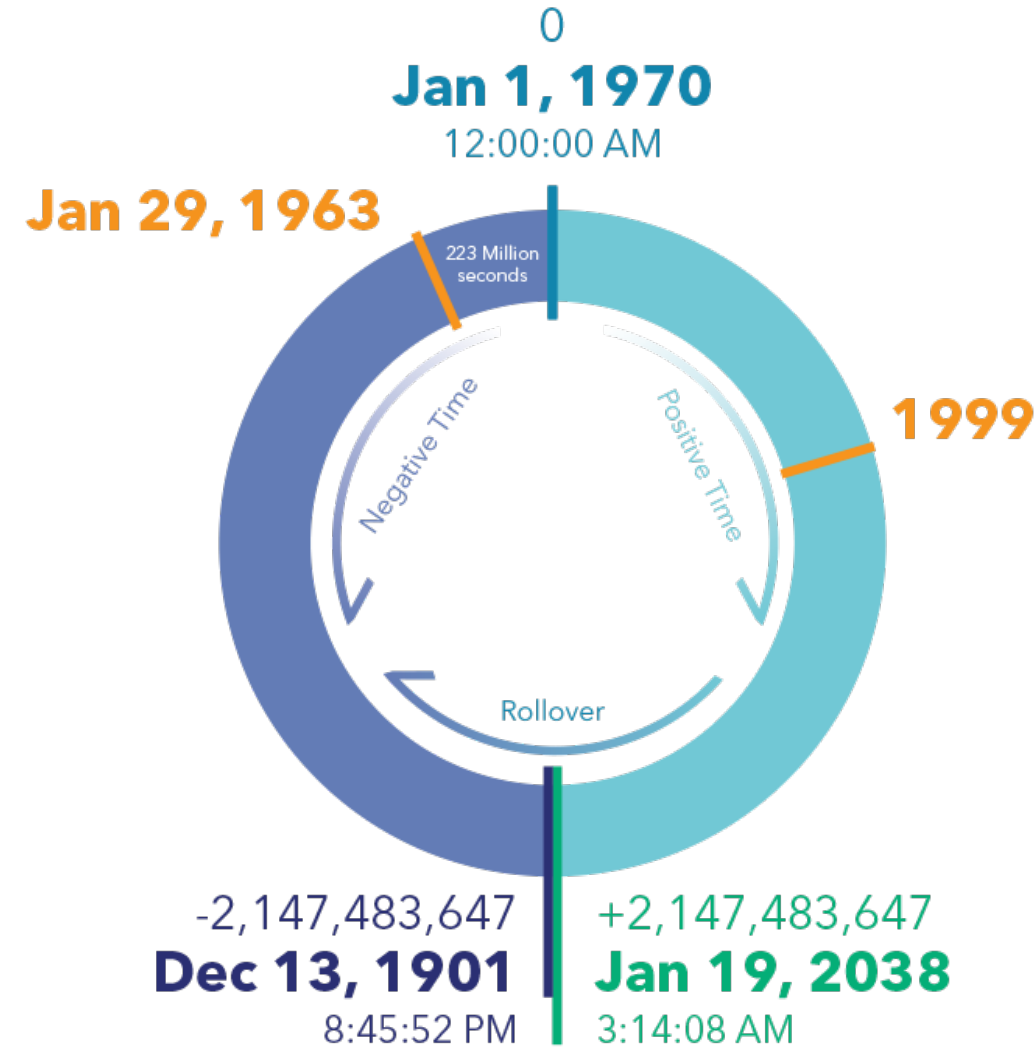 0
Jan 1, 1970
12:00:00 AM
Jan 29, 1963
223 Million
seconds
1999
Negative Time
Positive Time
Rollover
-2,147,483,647
Dec 13, 1901
8:45:52 PM
+2,147,483,647
Jan 19, 2038
3:14:08 AM